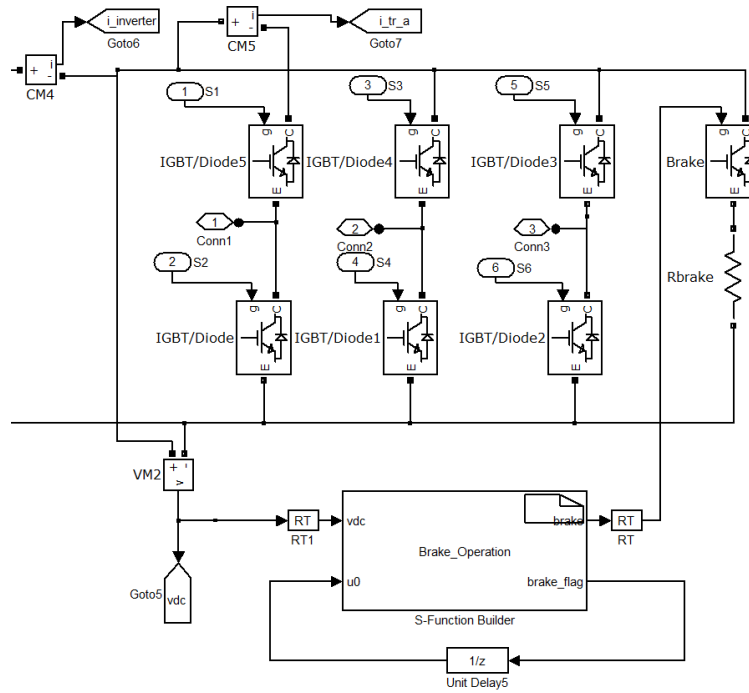 i_inverter
Goto6
i_tr_a
Goto7
+
i
-
CM4
+
i
-
CM5
1
S1
3
S3
5
S5
g
C
E
g
C
E
g
C
E
g
C
E
IGBT/Diode5
IGBT/Diode4
IGBT/Diode3
Brake
1
Conn1
2
Conn2
3
Conn3
2
S2
4
S4
6
S6
Rbrake
g
C
E
g
C
E
g
C
E
IGBT/Diode
IGBT/Diode1
IGBT/Diode2
+
-
v
VM2
RT
RT1
vdc
brake
RT
RT
Brake_Operation
u0
brake_flag
Goto5
vdc
S-Function Builder
1/z
Unit Delay5